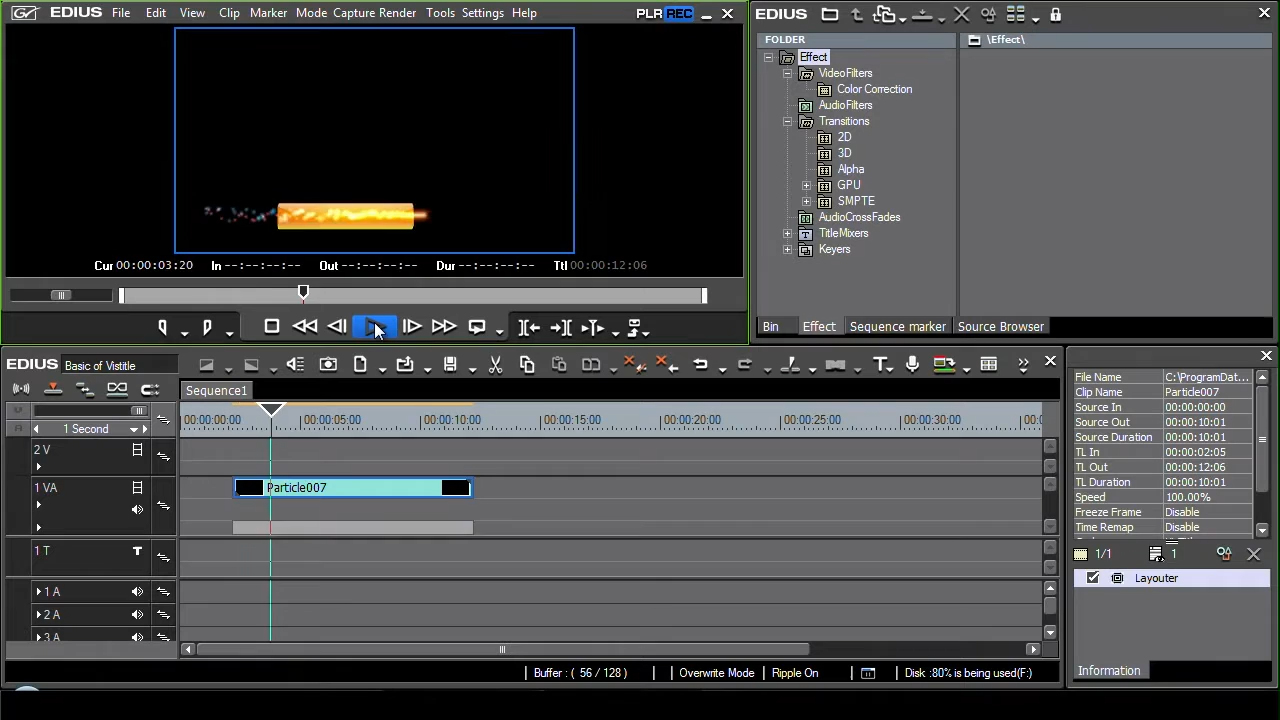 EDIUS File Edit View Clip Marker Mode Capture Render Tools Settings Help PLR REC
Cur 00:00:03:20 In --:--:--:-- Out --:--:--:-- Dur --:--:--:-- Ttl 00:00:12:06
EDIUS
FOLDER
\Effect\
Effect
VideoFilters
Color Correction
AudioFilters
Transitions
2D
3D
Alpha
GPU
SMPTE
AudioCrossFades
TitleMixers
Keyers
Bin Effect Sequence marker Source Browser
EDIUS Basic of Vistitle
Sequence1
1 Second
00:00:00:00 00:00:05:00 00:00:10:00 00:00:15:00 00:00:20:00 00:00:25:00 00:00:30:00 00:0
2 V
1 VA
Particle007
1 T T
1 A
2 A
3 A
Buffer : ( 56 / 128 ) Overwrite Mode Ripple On Disk :80% is being used(F:)
File Name C:\ProgramDat...
Clip Name Particle007
Source In 00:00:00:00
Source Out 00:00:10:01
Source Duration 00:00:10:01
TL In 00:00:02:05
TL Out 00:00:12:06
TL Duration 00:00:10:01
Speed 100.00%
Freeze Frame Disable
Time Remap Disable
1/1 1
Layouter
Information